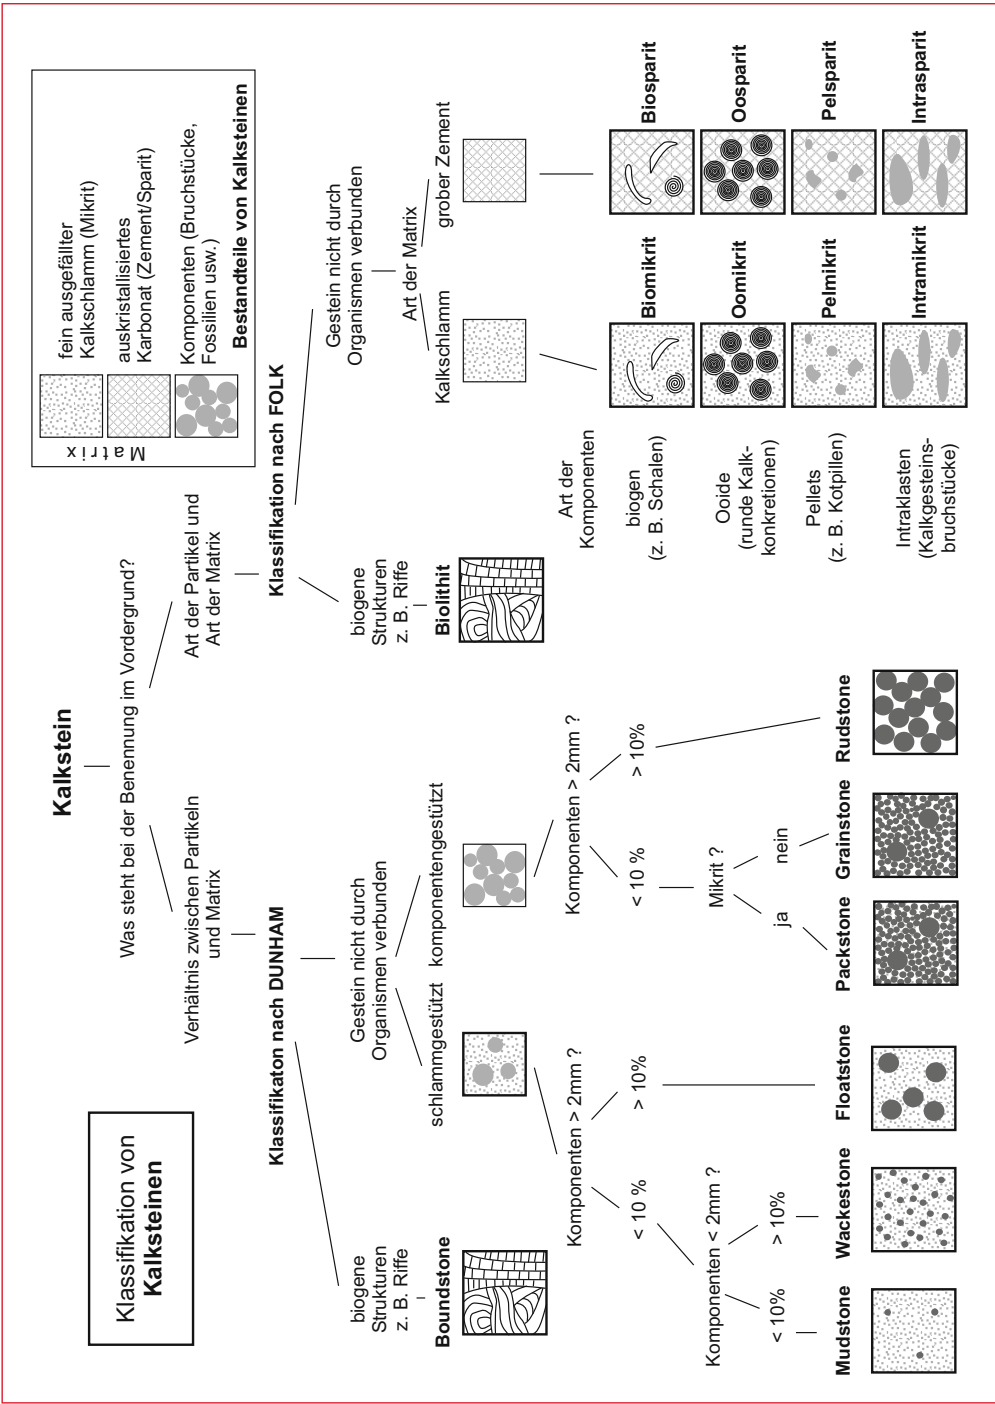 Klassifikation von
Kalksteinen
Kalkstein
Was steht bei der Benennung im Vordergrund?
Verhältnis zwischen Partikeln
und Matrix
Art der Partikel und
Art der Matrix
Matrix
fein ausgefällter
Kalkschlamm (Mikrit)
auskristallisiertes
Karbonat (Zement/Sparit)
Komponenten (Bruchstücke,
Fossilien usw.)
Bestandteile von Kalksteinen
Klassifikaton nach DUNHAM
biogene
Strukturen
z. B. Riffe
Boundstone
Gestein nicht durch
Organismen verbunden
schlammgestützt
komponentengestützt
Komponenten > 2mm ?
< 10 %
> 10%
Komponenten < 2mm ?
< 10%
> 10%
Mudstone
Wackestone
Floatstone
Komponenten > 2mm ?
< 10 %
> 10%
Mikrit ?
ja
nein
Packstone
Grainstone
Rudstone
Klassifikation nach FOLK
biogene
Strukturen
z. B. Riffe
Biolithit
Gestein nicht durch
Organismen verbunden
Art der Matrix
Kalkschlamm
grober Zement
Art der
Komponenten
biogen
(z. B. Schalen)
Biomikrit
Biosparit
Ooide
(runde Kalk-
konkretionen)
Oomikrit
Oosparit
Pellets
(z. B. Kotpillen)
Pelmikrit
Pelsparit
Intraklasten
(Kalkgesteins-
bruchstücke)
Intramikrit
Intrasparit